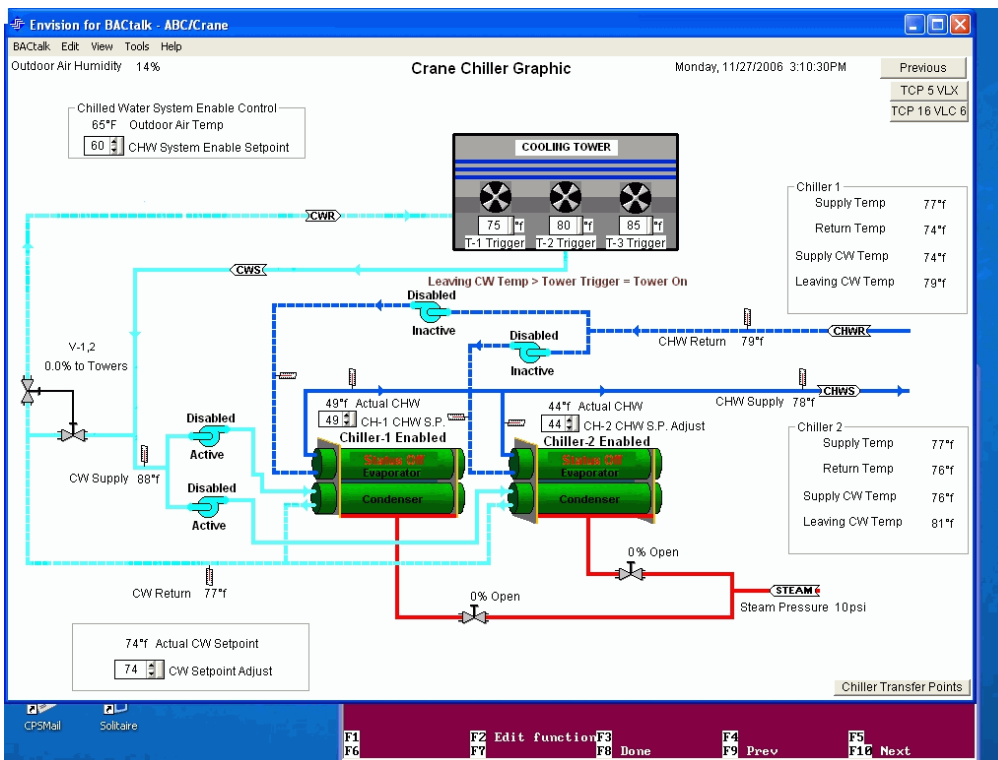 Envision for BACtalk - ABC/Crane
BACtalk Edit View Tools Help
Outdoor Air Humidity 14%
Crane Chiller Graphic
Monday, 11/27/2006 3:10:30PM
Previous
TCP 5 VLX
TCP 16 VLC 6
Chilled Water System Enable Control
65°F Outdoor Air Temp
60 CHW System Enable Setpoint
COOLING TOWER
75 °f 80 °f 85 °f
T-1 Trigger T-2 Trigger T-3 Trigger
CWR
CWS
Leaving CW Temp > Tower Trigger = Tower On
Chiller 1
Supply Temp 77°f
Return Temp 74°f
Supply CW Temp 74°f
Leaving CW Temp 79°f
Disabled
Inactive
Disabled
Inactive
CHWR
CHW Return 79°f
CHWS
CHW Supply 78°f
V-1,2
0.0% to Towers
49°f Actual CHW
49 CH-1 CHW S.P.
Chiller-1 Enabled
Status Off
Evaporator
Condenser
44°f Actual CHW
44 CH-2 CHW S.P. Adjust
Chiller-2 Enabled
Status Off
Evaporator
Condenser
Disabled
Active
CW Supply 88°f
Disabled
Active
Chiller 2
Supply Temp 77°f
Return Temp 76°f
Supply CW Temp 76°f
Leaving CW Temp 81°f
0% Open
0% Open
STEAM
Steam Pressure 10psi
CW Return 77°f
74°f Actual CW Setpoint
74 CW Setpoint Adjust
Chiller Transfer Points
CPSMail Solitaire
F1 F2 Edit function F3 F4 F5
F6 F7 F8 Done F9 Prev F10 Next